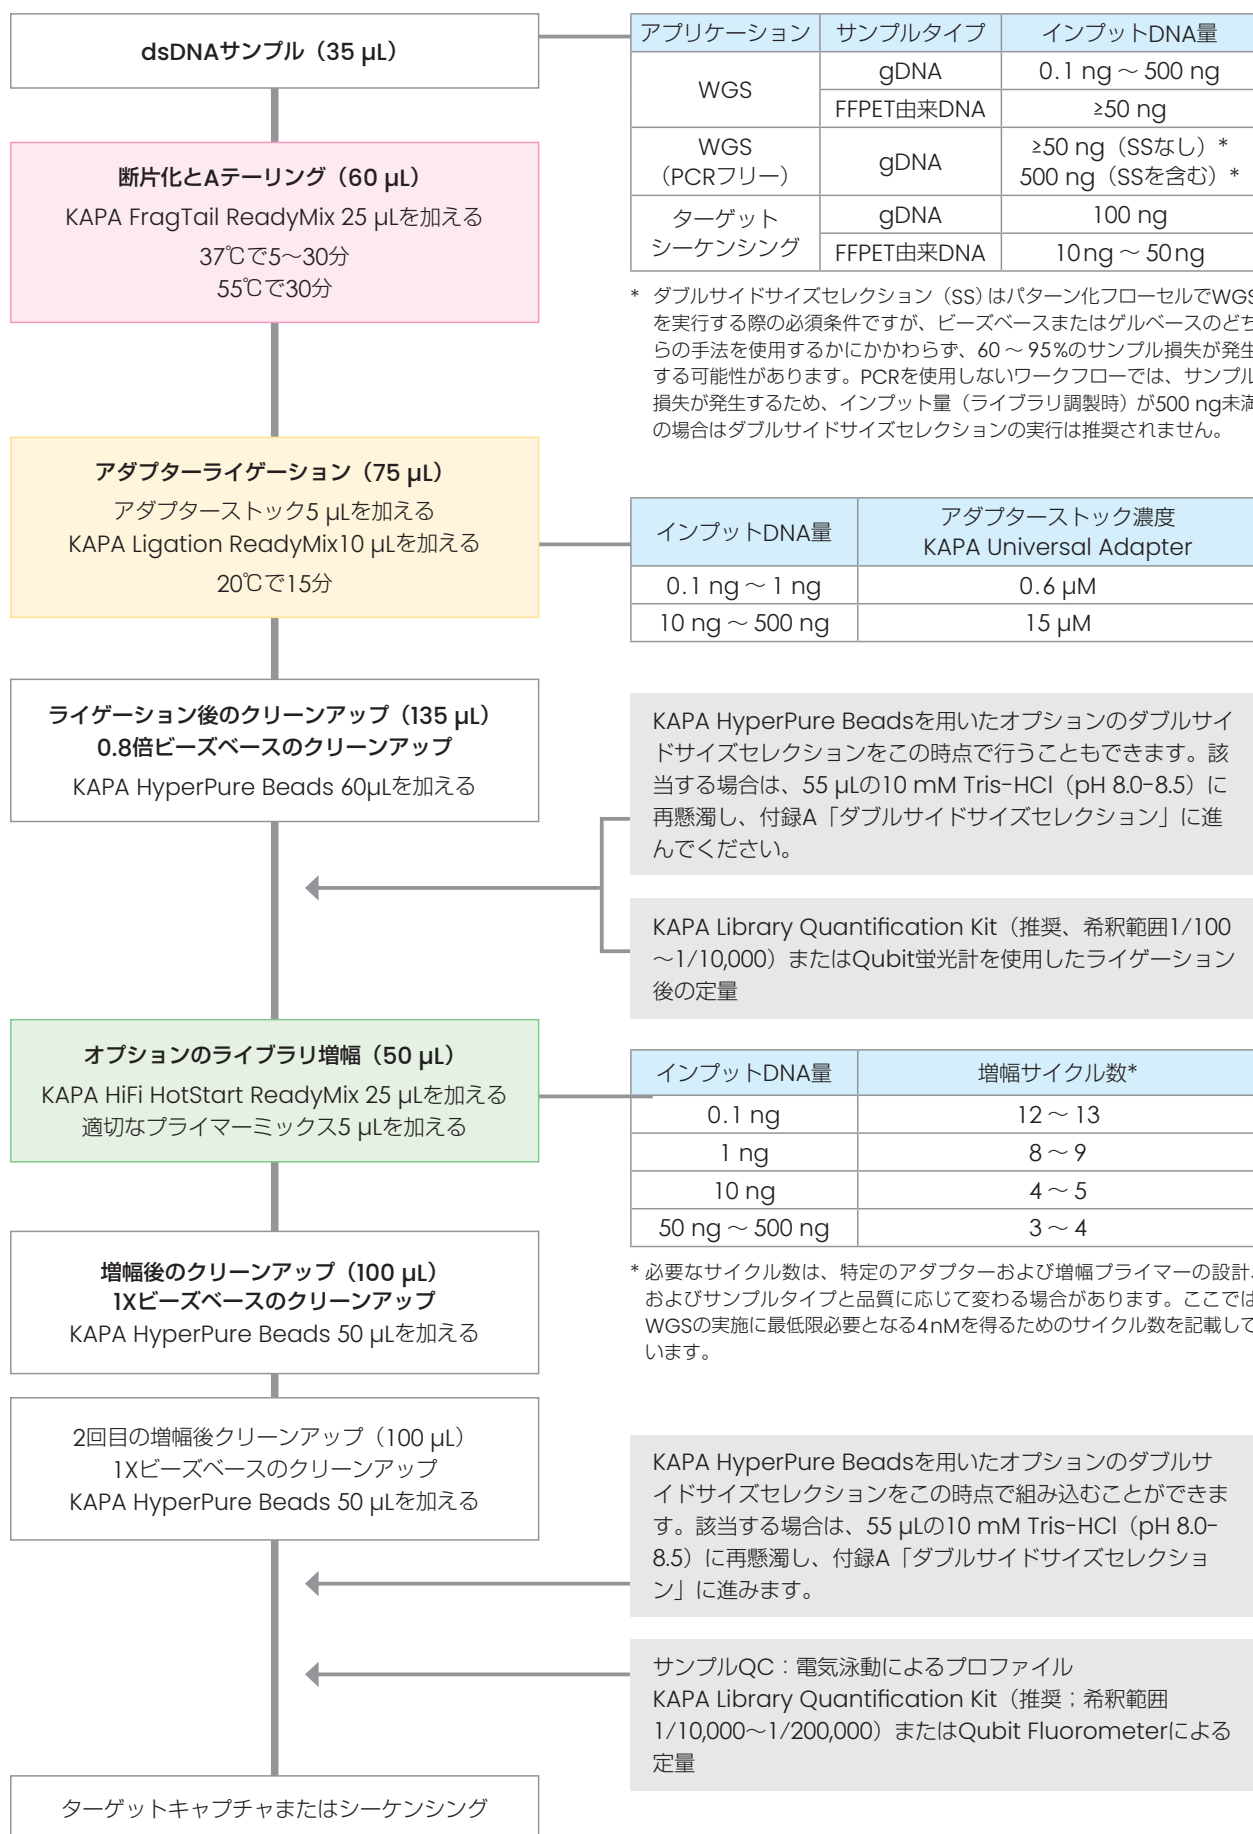 dsDNAサンプル（35 µL）
アプリケーション サンプルタイプ インプットDNA量
WGS
gDNA 0.1 ng ～ 500 ng
FFPET由来DNA ≥50 ng
WGS
（PCRフリー）
gDNA
≥50 ng（SSなし）*
500 ng（SSを含む）*
ターゲット
シーケンシング
gDNA 100 ng
FFPET由来DNA 10ng ～ 50ng
* ダブルサイドサイズセレクション（SS）はパターン化フローセルでWGS
を実行する際の必須条件ですが、ビーズベースまたはゲルベースのどち
らの手法を使用するかにかかわらず、60 ～ 95%のサンプル損失が発生
する可能性があります。PCRを使用しないワークフローでは、サンプル
損失が発生するため、インプット量（ライブラリ調製時）が500 ng未満
の場合はダブルサイドサイズセレクションの実行は推奨されません。
断片化とAテーリング（60 µL）
KAPA FragTail ReadyMix 25 µLを加える
37℃で5～30分
55℃で30分
アダプターライゲーション（75 µL）
アダプターストック5 µLを加える
KAPA Ligation ReadyMix10 µLを加える
20℃で15分
インプットDNA量
アダプターストック濃度
KAPA Universal Adapter
0.1 ng ～ 1 ng 0.6 µM
10 ng ～ 500 ng 15 µM
ライゲーション後のクリーンアップ（135 µL）
0.8倍ビーズベースのクリーンアップ
KAPA HyperPure Beads 60µLを加える
KAPA HyperPure Beadsを用いたオプションのダブルサイ
ドサイズセレクションをこの時点で行うこともできます。該
当する場合は、55 µLの10 mM Tris-HCl（pH 8.0-8.5）に
再懸濁し、付録A「ダブルサイドサイズセレクション」に進
んでください。
KAPA Library Quantification Kit（推奨、希釈範囲1/100
～1/10,000）またはQubit蛍光計を使用したライゲーション
後の定量
オプションのライブラリ増幅（50 µL）
KAPA HiFi HotStart ReadyMix 25 µLを加える
適切なプライマーミックス5 µLを加える
インプットDNA量 増幅サイクル数*
0.1 ng 12 ～ 13
1 ng 8 ～ 9
10 ng 4 ～ 5
50 ng ～ 500 ng 3 ～ 4
* 必要なサイクル数は、特定のアダプターおよび増幅プライマーの設計、
およびサンプルタイプと品質に応じて変わる場合があります。ここでは
WGSの実施に最低限必要となる4nMを得るためのサイクル数を記載して
います。
増幅後のクリーンアップ（100 µL）
1Xビーズベースのクリーンアップ
KAPA HyperPure Beads 50 µLを加える
2回目の増幅後クリーンアップ（100 µL）
1Xビーズベースのクリーンアップ
KAPA HyperPure Beads 50 µLを加える
KAPA HyperPure Beadsを用いたオプションのダブルサ
イドサイズセレクションをこの時点で組み込むことができま
す。該当する場合は、55 µLの10 mM Tris-HCl（pH 8.0-
8.5）に再懸濁し、付録A「ダブルサイドサイズセレクショ
ン」に進みます。
サンプルQC：電気泳動によるプロファイル
KAPA Library Quantification Kit（推奨；希釈範囲
1/10,000～1/200,000）またはQubit Fluorometerによる
定量
ターゲットキャプチャまたはシーケンシング